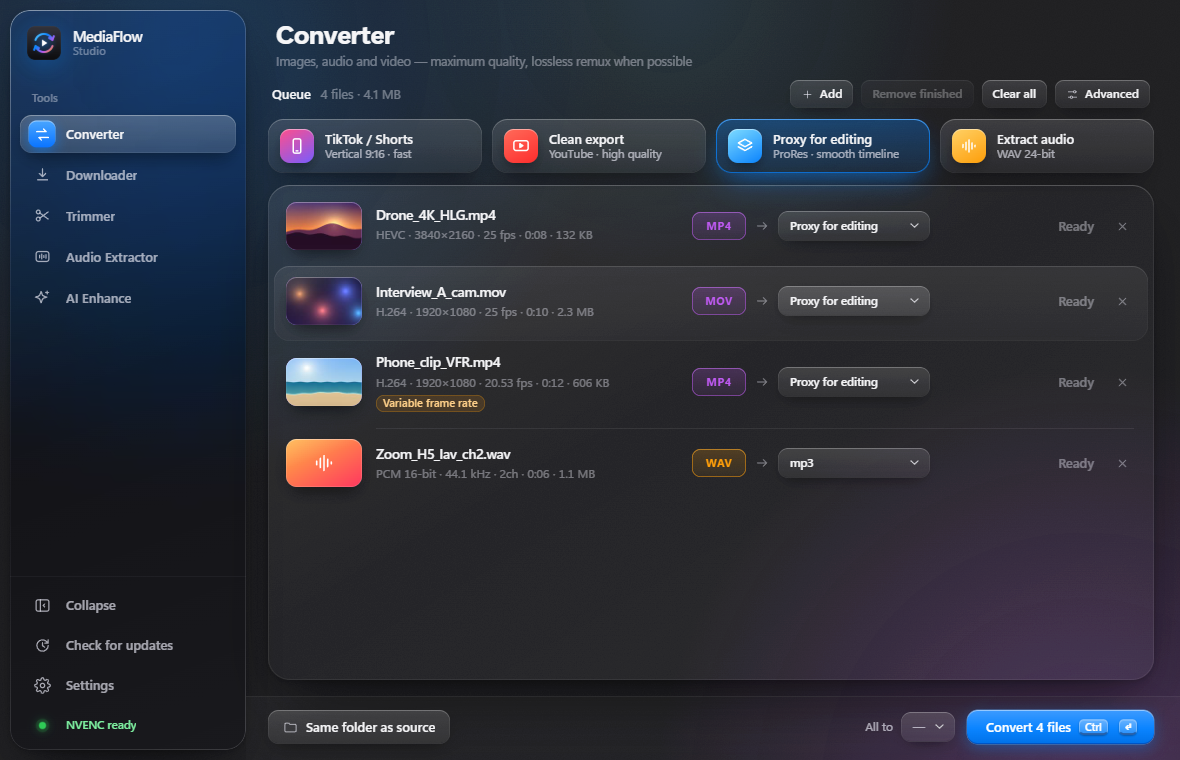 MediaFlow
Studio
Tools
Converter
Downloader
Trimmer
Audio Extractor
AI Enhance
Collapse
Check for updates
Settings
NVENC ready
Converter
Images, audio and video — maximum quality, lossless remux when possible
Queue 4 files · 4.1 MB
Add
Remove finished
Clear all
Advanced
TikTok / Shorts
Vertical 9:16 · fast
Clean export
YouTube · high quality
Proxy for editing
ProRes · smooth timeline
Extract audio
WAV 24-bit
Drone_4K_HLG.mp4
HEVC · 3840×2160 · 25 fps · 0:08 · 132 KB
MP4 → Proxy for editing Ready ×
Interview_A_cam.mov
H.264 · 1920×1080 · 25 fps · 0:10 · 2.3 MB
MOV → Proxy for editing Ready ×
Phone_clip_VFR.mp4
H.264 · 1920×1080 · 20.53 fps · 0:12 · 606 KB
Variable frame rate
MP4 → Proxy for editing Ready ×
Zoom_H5_lav_ch2.wav
PCM 16-bit · 44.1 kHz · 2ch · 0:06 · 1.1 MB
WAV → mp3 Ready ×
Same folder as source
All to —
Convert 4 files Ctrl ⏎